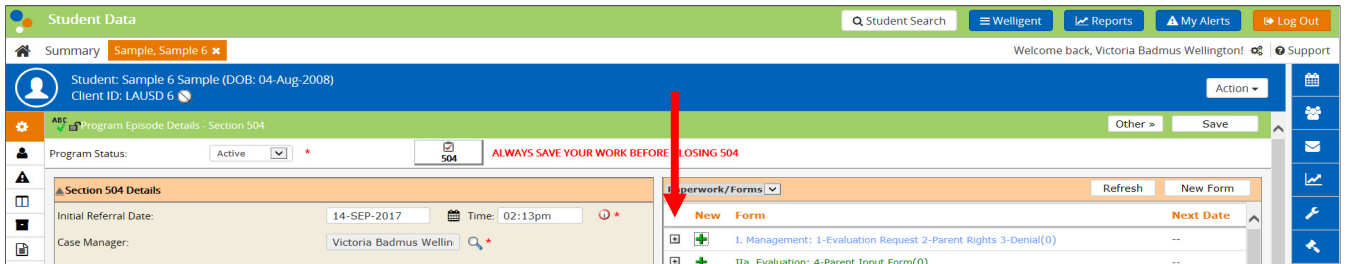 Student Data
Student Search
Welligent
Reports
My Alerts
Log Out
Summary
Sample, Sample 6 ×
Welcome back, Victoria Badmus Wellington!
Support
Student: Sample 6 Sample (DOB: 04-Aug-2008)
Client ID: LAUSD 6
Action
ABC
Program Episode Details - Section 504
Other »
Save
Program Status:
Active
*
504
ALWAYS SAVE YOUR WORK BEFORE CLOSING 504
Section 504 Details
Paperwork/Forms
Refresh
New Form
Initial Referral Date:
14-SEP-2017
Time: 02:13pm
*
New
Form
Next Date
Case Manager:
Victoria Badmus Wellin
*
I. Management: 1-Evaluation Request 2-Parent Rights 3-Denial(0)
--
IIa. Evaluation: 4-Parent Input Form(0)
--